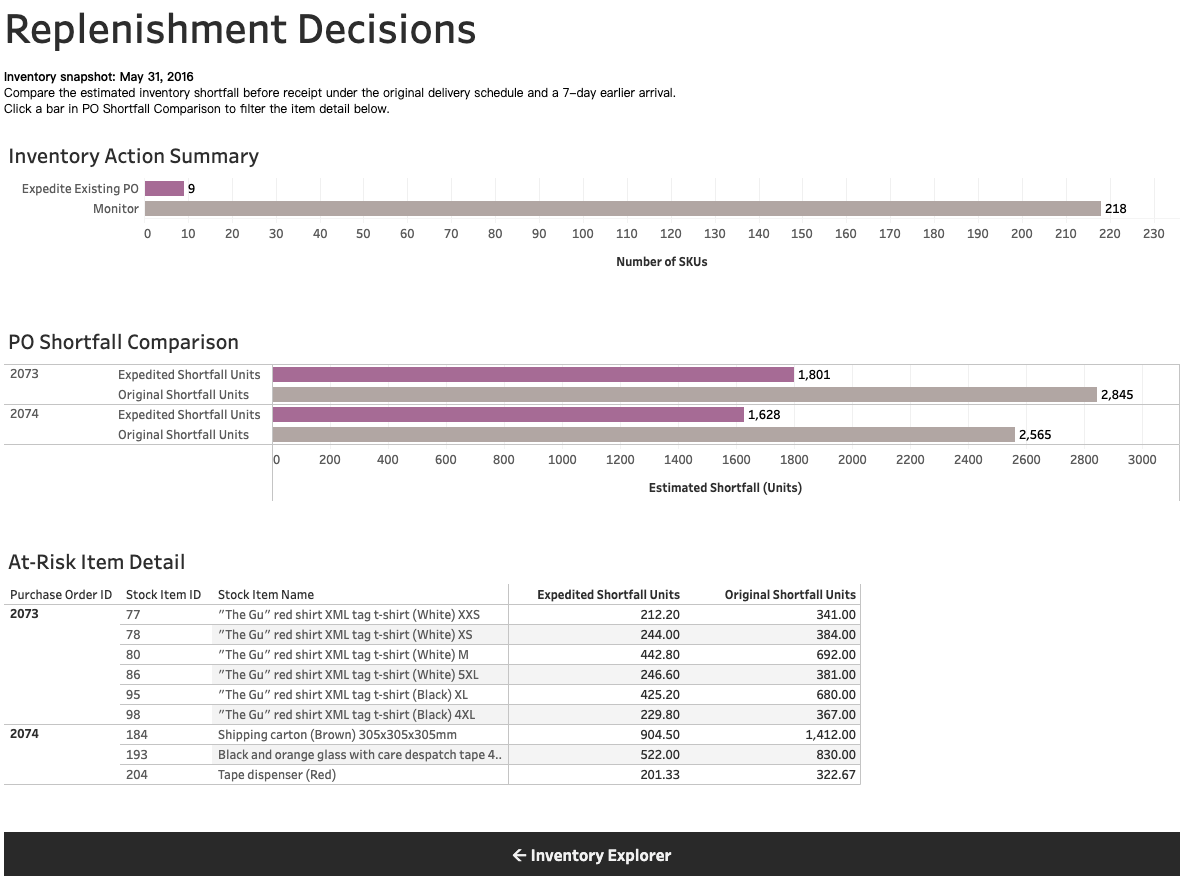 Replenishment Decisions
Inventory snapshot: May 31, 2016
Compare the estimated inventory shortfall before receipt under the original delivery schedule and a 7–day earlier arrival.
Click a bar in PO Shortfall Comparison to filter the item detail below.
Inventory Action Summary
Expedite Existing PO 9
Monitor 218
0 10 20 30 40 50 60 70 80 90 100 110 120 130 140 150 160 170 180 190 200 210 220 230
Number of SKUs
PO Shortfall Comparison
2073 Expedited Shortfall Units 1,801
Original Shortfall Units 2,845
2074 Expedited Shortfall Units 1,628
Original Shortfall Units 2,565
0 200 400 600 800 1000 1200 1400 1600 1800 2000 2200 2400 2600 2800 3000
Estimated Shortfall (Units)
At-Risk Item Detail
Purchase Order ID Stock Item ID Stock Item Name Expedited Shortfall Units Original Shortfall Units
2073 77 "The Gu" red shirt XML tag t-shirt (White) XXS 212.20 341.00
78 "The Gu" red shirt XML tag t-shirt (White) XS 244.00 384.00
80 "The Gu" red shirt XML tag t-shirt (White) M 442.80 692.00
86 "The Gu" red shirt XML tag t-shirt (White) 5XL 246.60 381.00
95 "The Gu" red shirt XML tag t-shirt (Black) XL 425.20 680.00
98 "The Gu" red shirt XML tag t-shirt (Black) 4XL 229.80 367.00
2074 184 Shipping carton (Brown) 305x305x305mm 904.50 1,412.00
193 Black and orange glass with care despatch tape 4.. 522.00 830.00
204 Tape dispenser (Red) 201.33 322.67
← Inventory Explorer